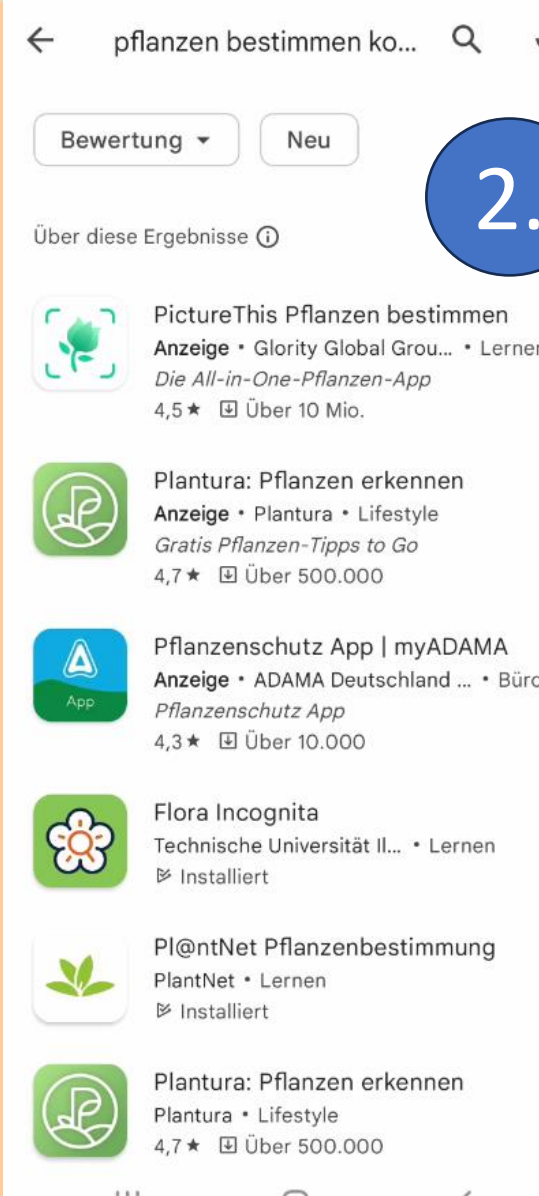 pflanzen bestimmen ko...
Bewertung
Neu
2.
Über diese Ergebnisse
PictureThis Pflanzen bestimmen
Anzeige • Glority Global Grou... • Lernen
Die All-in-One-Pflanzen-App
4,5★ Über 10 Mio.
Plantura: Pflanzen erkennen
Anzeige • Plantura • Lifestyle
Gratis Pflanzen-Tipps to Go
4,7★ Über 500.000
App
Pflanzenschutz App | myADAMA
Anzeige • ADAMA Deutschland ... • Büro
Pflanzenschutz App
4,3★ Über 10.000
Flora Incognita
Technische Universität Il... • Lernen
Installiert
Pl@ntNet Pflanzenbestimmung
PlantNet • Lernen
Installiert
Plantura: Pflanzen erkennen
Plantura • Lifestyle
4,7★ Über 500.000